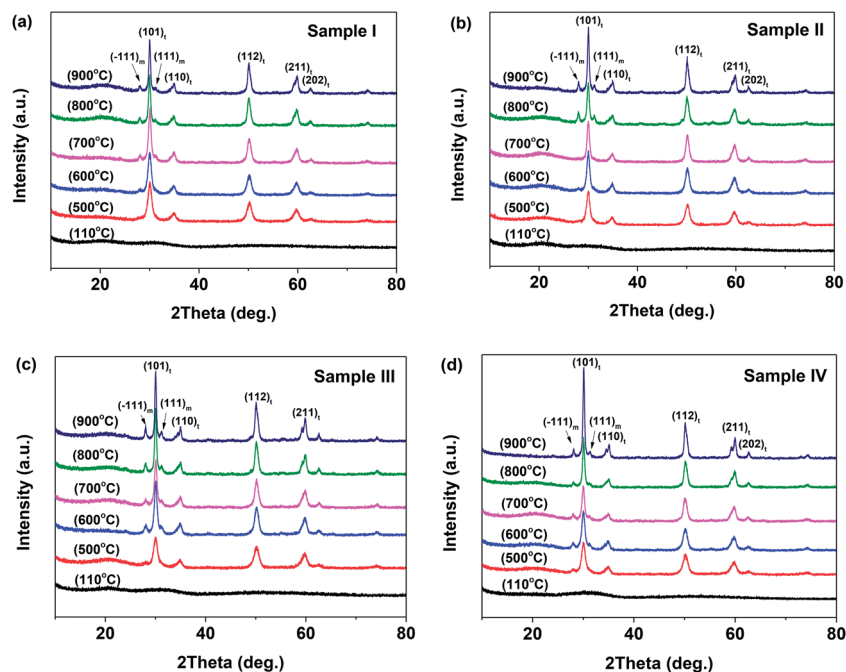 (a)
Sample I
(101)t
(-111)m
(111)m
(110)t
(112)t
(211)t
(202)t
(900°C)
(800°C)
(700°C)
(600°C)
(500°C)
(110°C)
Intensity (a.u.)
20 40 60 80
2Theta (deg.)
(b)
Sample II
(101)t
(-111)m
(111)m
(110)t
(112)t
(211)t
(202)t
(900°C)
(800°C)
(700°C)
(600°C)
(500°C)
(110°C)
Intensity (a.u.)
20 40 60 80
2Theta (deg.)
(c)
Sample III
(101)t
(-111)m
(111)m
(110)t
(112)t
(211)t
(900°C)
(800°C)
(700°C)
(600°C)
(500°C)
(110°C)
Intensity (a.u.)
20 40 60 80
2Theta (deg.)
(d)
Sample IV
(101)t
(-111)m
(111)m
(110)t
(112)t
(211)t
(202)t
(900°C)
(800°C)
(700°C)
(600°C)
(500°C)
(110°C)
Intensity (a.u.)
20 40 60 80
2Theta (deg.)